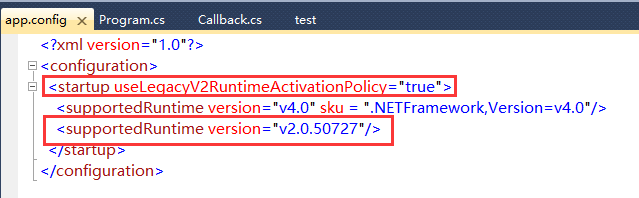 app.config × Program.cs Callback.cs test
<?xml version="1.0"?>
<configuration>
<startup useLegacyV2RuntimeActivationPolicy="true">
<supportedRuntime version="v4.0" sku = ".NETFramework,Version=v4.0"/>
<supportedRuntime version="v2.0.50727"/>
</startup>
</configuration>